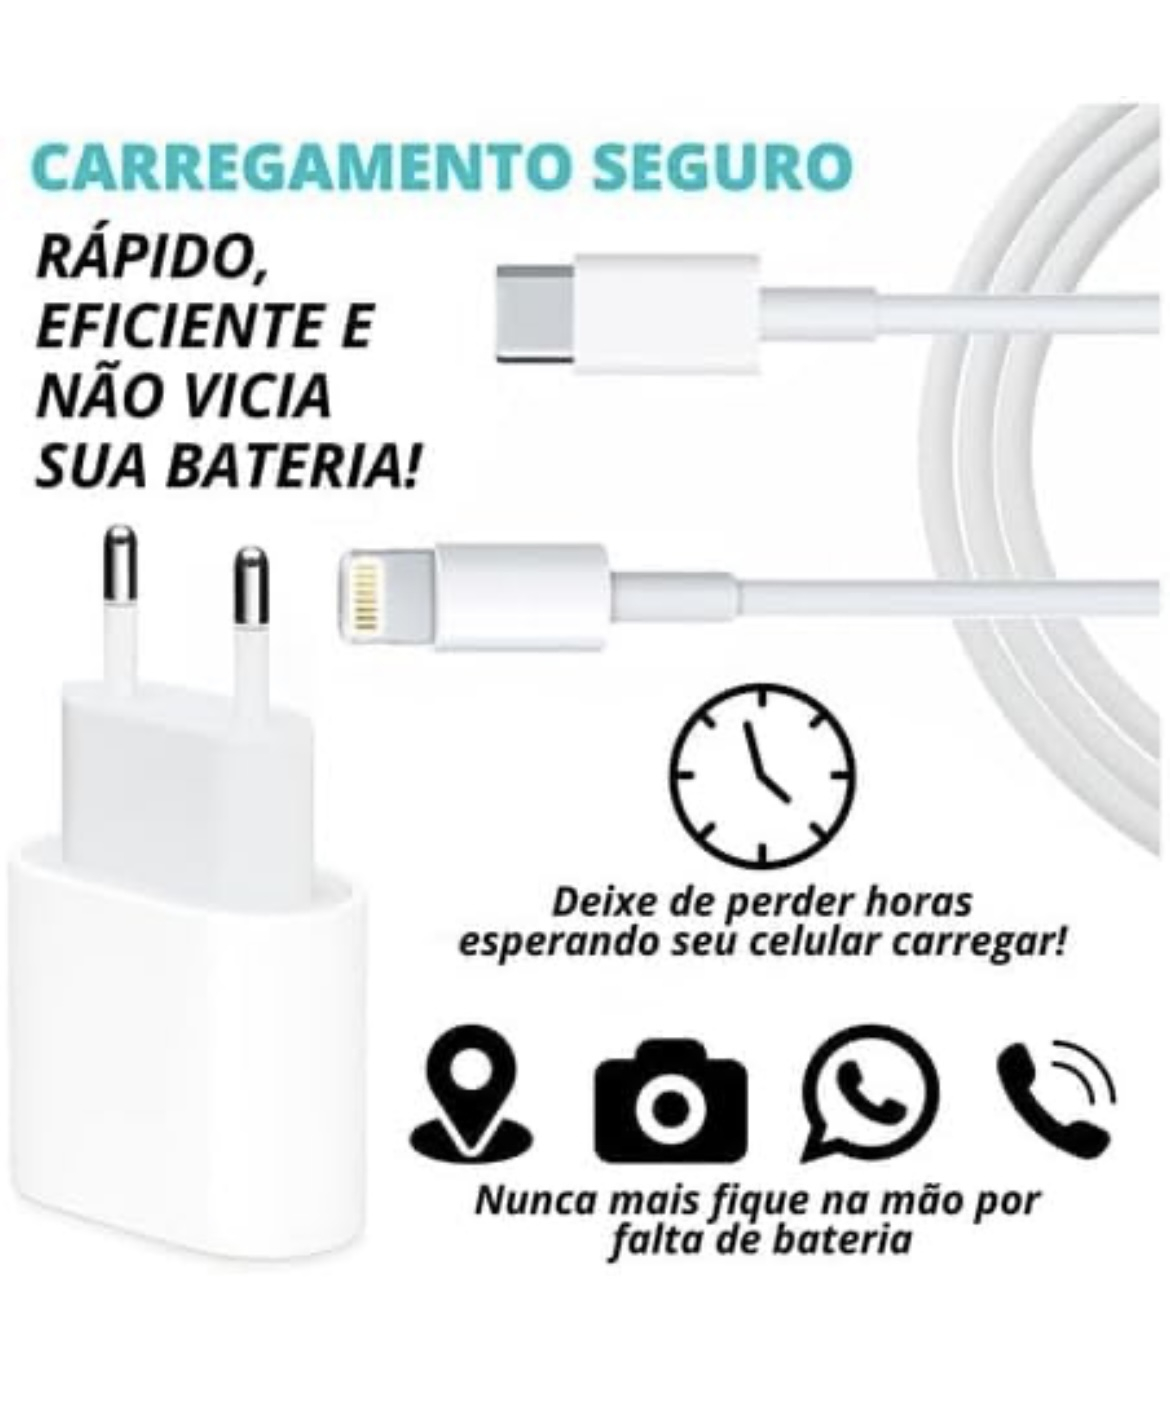 CARREGAMENTO SEGURO
RÁPIDO,
EFICIENTE E
NÃO VICIA
SUA BATERIA!
Deixe de perder horas
esperando seu celular carregar!
Nunca mais fique na mão por
falta de bateria